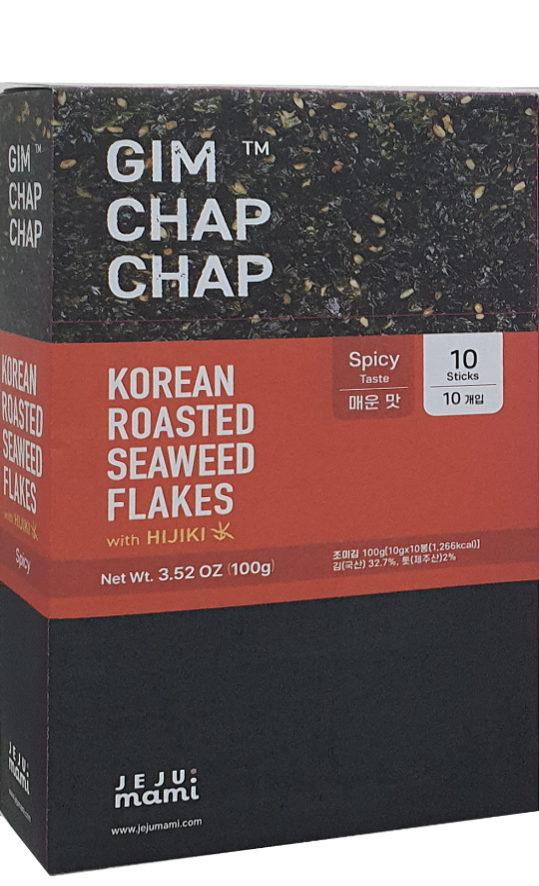 GIM ™
CHAP
CHAP
GIM ™
CHAP
CHAP
KOREAN
ROASTED
SEAWEED
FLAKES
with HIJIKI
Spicy
JEJU
mami
Spicy
Taste
매운 맛
10
Sticks
10 개입
KOREAN
ROASTED
SEAWEED
FLAKES
with HIJIKI
Net Wt. 3.52 OZ (100g)
조미김 100g[10gx10봉(1,266kcal)]
김(국산) 32.7%, 톳(제주산)2%
JEJU
mami
www.jejumami.com